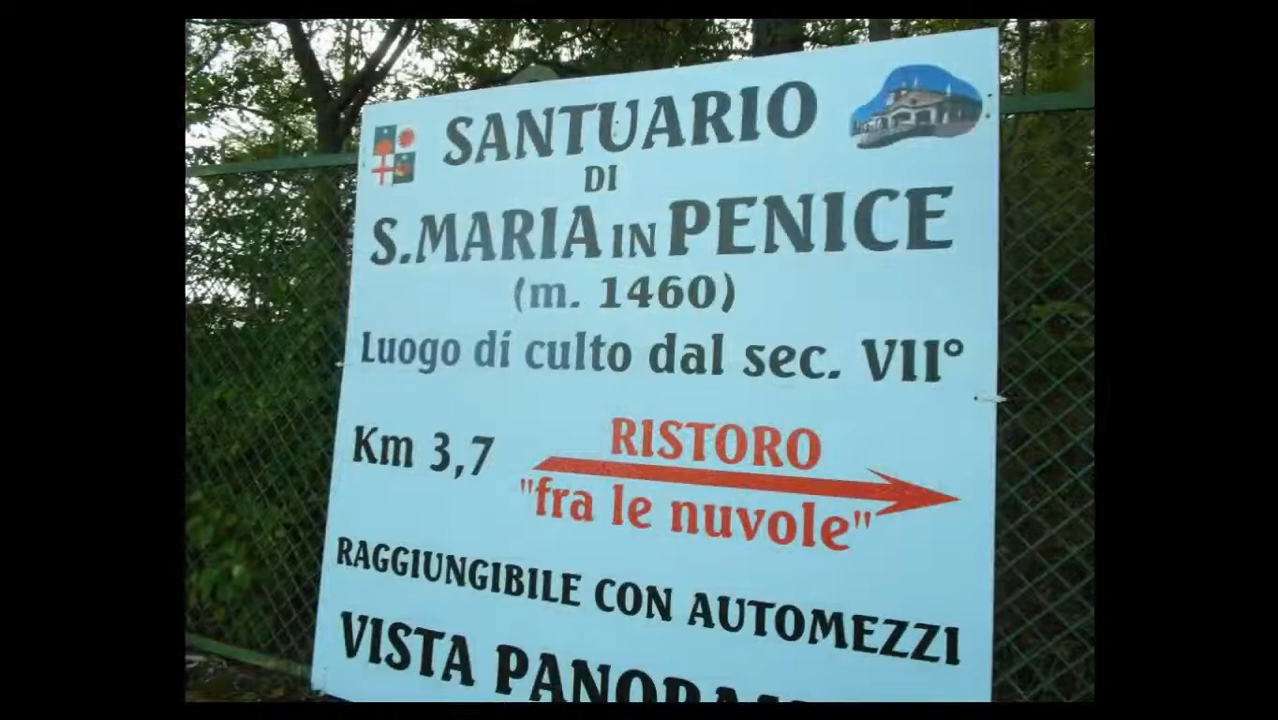 SANTUARIO
DI
S.MARIA IN PENICE
(m. 1460)
Luogo di culto dal sec. VII°
Km 3,7
RISTORO
"fra le nuvole"
RAGGIUNGIBILE CON AUTOMEZZI
VISTA